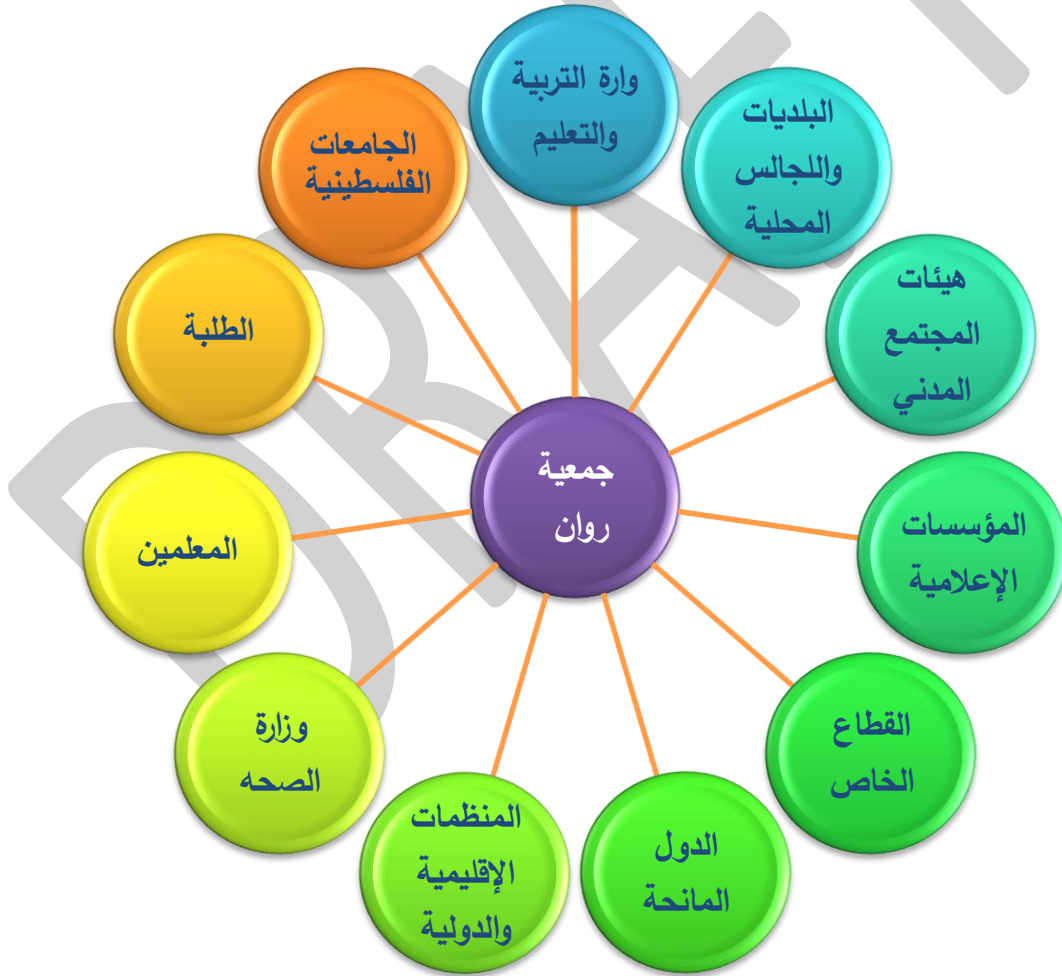 وارة التربية
والتعليم
البلديات
واللجالس
المحلية
هيئات
المجتمع
المدني
المؤسسات
الإعلامية
القطاع
الخاص
الدول
المانحة
المنظمات
الإقليمية
والدولية
وزارة
الصحه
المعلمين
الطلبة
الجامعات
الفلسطينية
جمعية
روان
DRAFT